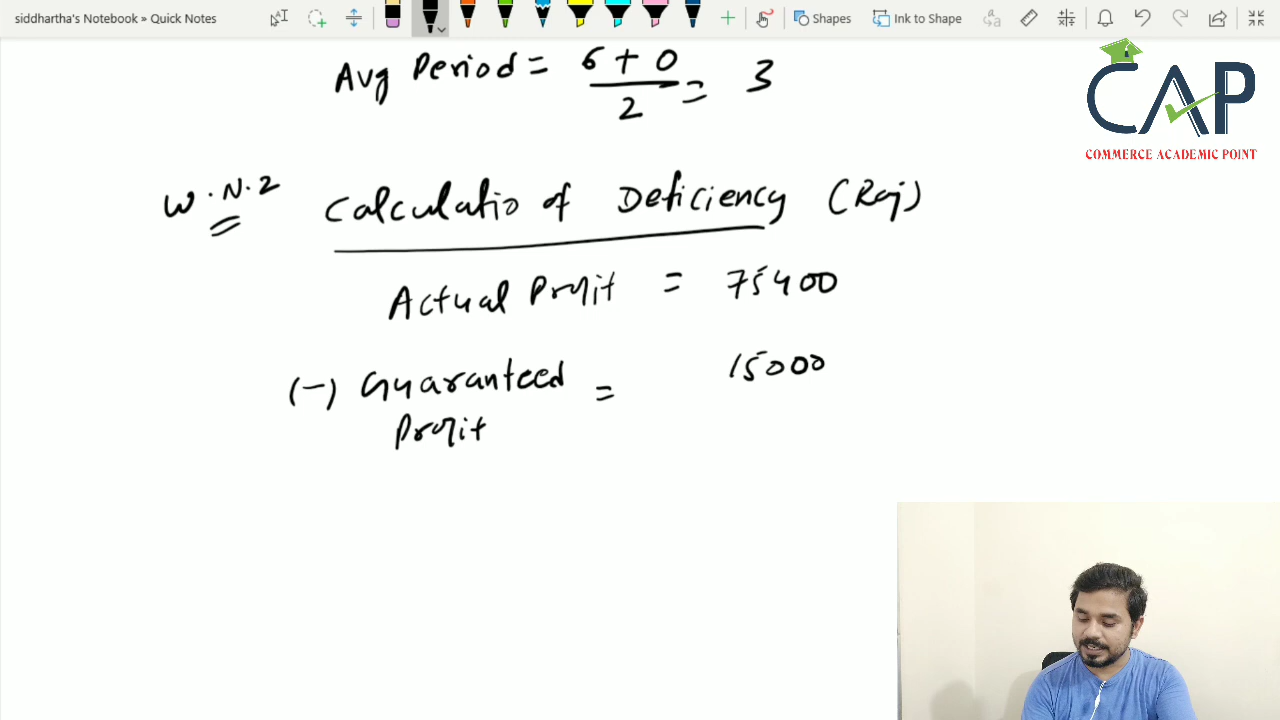 siddhartha's Notebook » Quick Notes
Shapes
Ink to Shape
Avg Period = 6 + 0 / 2 = 3
CAP
COMMERCE ACADEMIC POINT
W.N.2 Calculatio of Deficiency (Raj)
Actual Profit = 75400
(-) Guaranteed = 15000
Profit